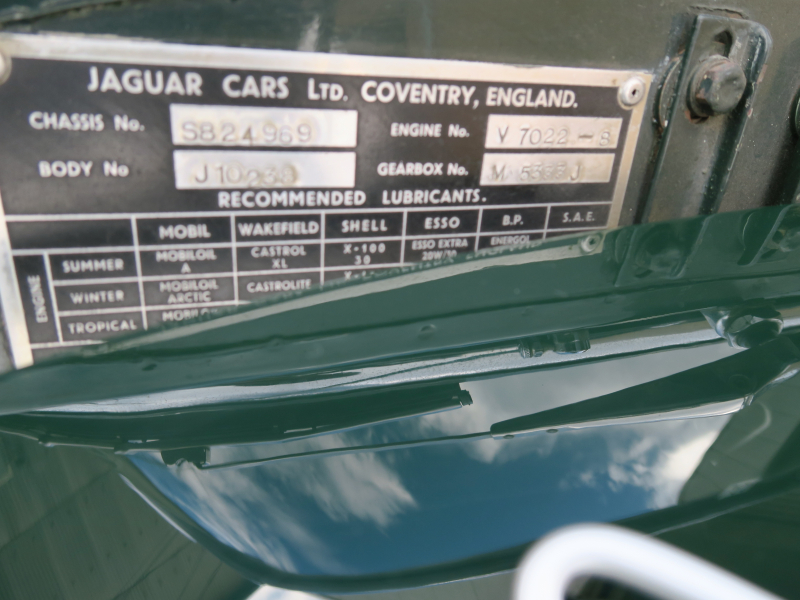 JAGUAR CARS LTD. COVENTRY, ENGLAND.
CHASSIS No. S824969 ENGINE No. V 7022-8
BODY No J 10239 GEARBOX No. M J
RECOMMENDED LUBRICANTS.
MOBIL WAKEFIELD SHELL ESSO B.P. S.A.E.
ENGINE
SUMMER MOBILOIL A CASTROL XL X-100 30 ESSO EXTRA 20W/30 ENERGOL
WINTER MOBILOIL ARCTIC CASTROLITE
TROPICAL